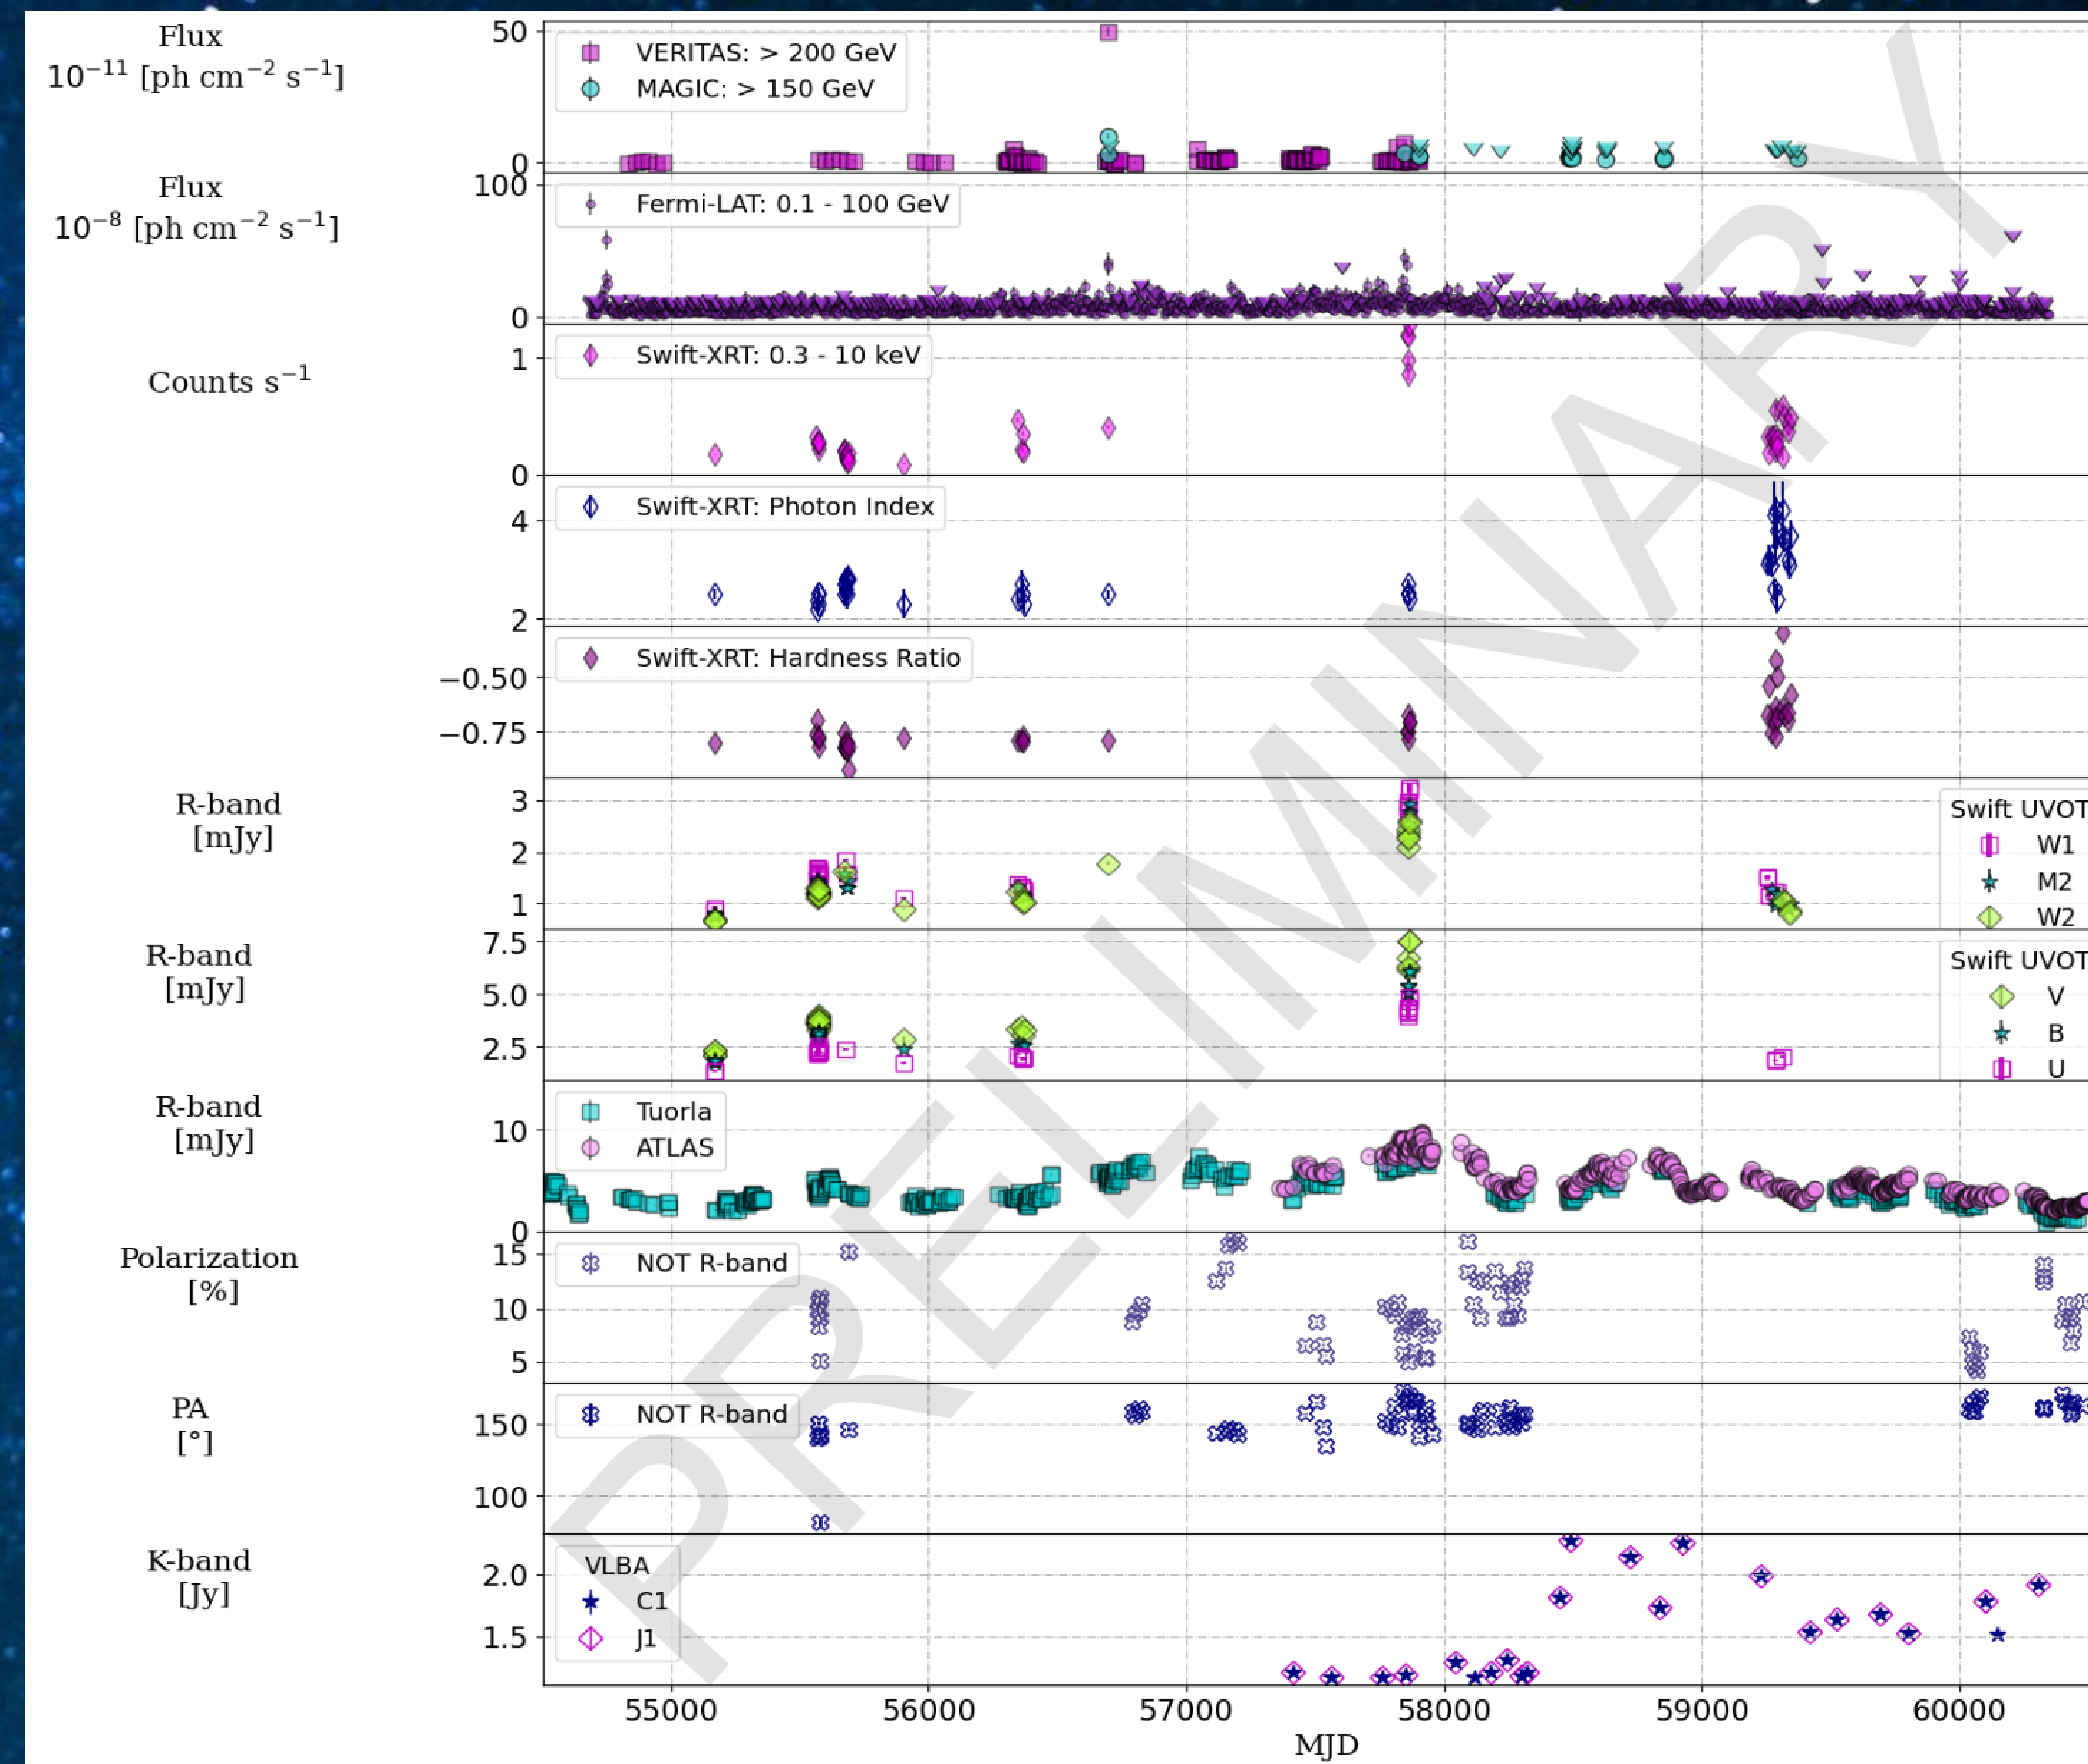 Flux
10⁻¹¹ [ph cm⁻² s⁻¹]
50
0
VERITAS: > 200 GeV
MAGIC: > 150 GeV
Flux
10⁻⁸ [ph cm⁻² s⁻¹]
100
0
Fermi-LAT: 0.1 - 100 GeV
Counts s⁻¹
1
0
Swift-XRT: 0.3 - 10 keV
4
2
Swift-XRT: Photon Index
−0.50
−0.75
Swift-XRT: Hardness Ratio
R-band
[mJy]
3
2
1
Swift UVOT
W1
M2
W2
R-band
[mJy]
7.5
5.0
2.5
Swift UVOT
V
B
U
R-band
[mJy]
10
0
Tuorla
ATLAS
Polarization
[%]
15
10
5
NOT R-band
PA
[°]
150
100
NOT R-band
K-band
[Jy]
2.0
1.5
VLBA
C1
J1
55000 56000 57000 58000 59000 60000
MJD
PRELIMINARY